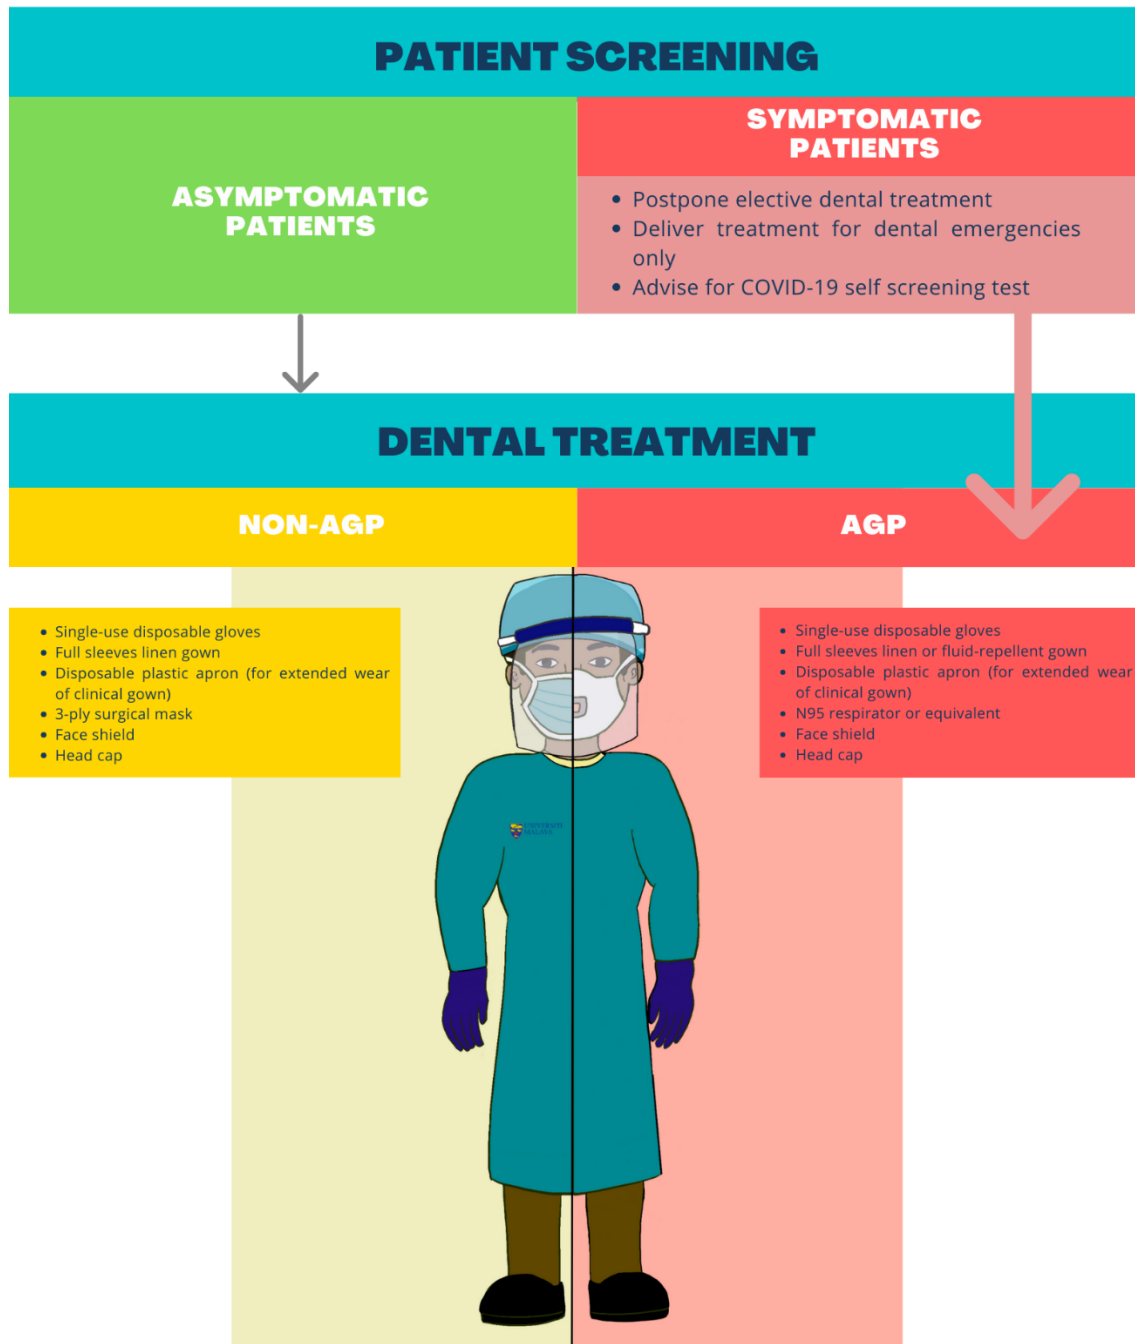 PATIENT SCREENING
ASYMPTOMATIC
PATIENTS
SYMPTOMATIC
PATIENTS
• Postpone elective dental treatment
• Deliver treatment for dental emergencies
only
• Advise for COVID-19 self screening test
DENTAL TREATMENT
NON-AGP
AGP
• Single-use disposable gloves
• Full sleeves linen gown
• Disposable plastic apron (for extended wear
of clinical gown)
• 3-ply surgical mask
• Face shield
• Head cap
• Single-use disposable gloves
• Full sleeves linen or fluid-repellent gown
• Disposable plastic apron (for extended wear
of clinical gown)
• N95 respirator or equivalent
• Face shield
• Head cap
UNIVERSITI
MALAYA